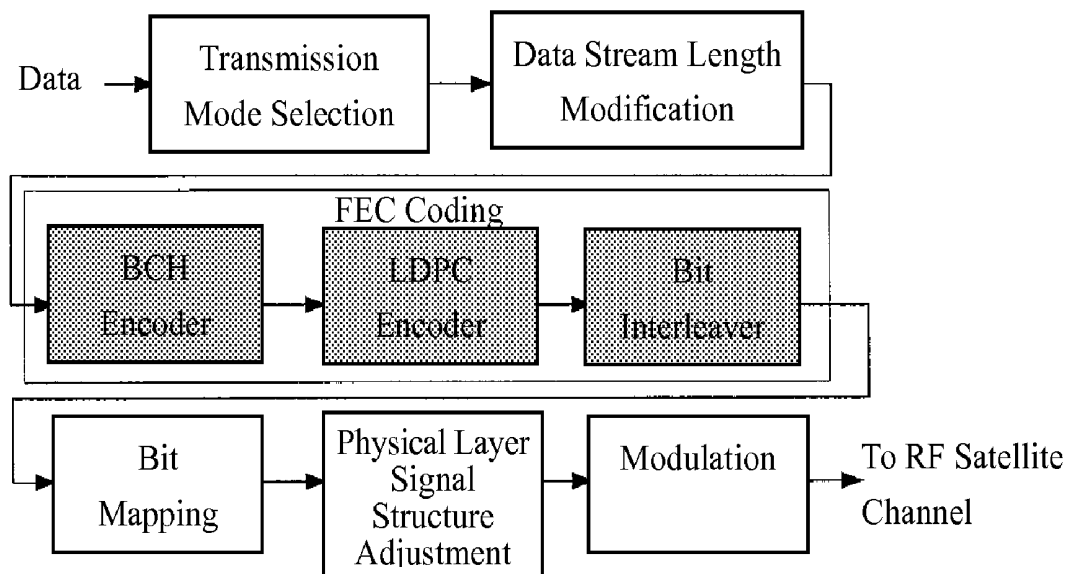 Data
Transmission
Mode Selection
Data Stream Length
Modification
FEC Coding
BCH
Encoder
LDPC
Encoder
Bit
Interleaver
Bit
Mapping
Physical Layer
Signal
Structure
Adjustment
Modulation
To RF Satellite
Channel